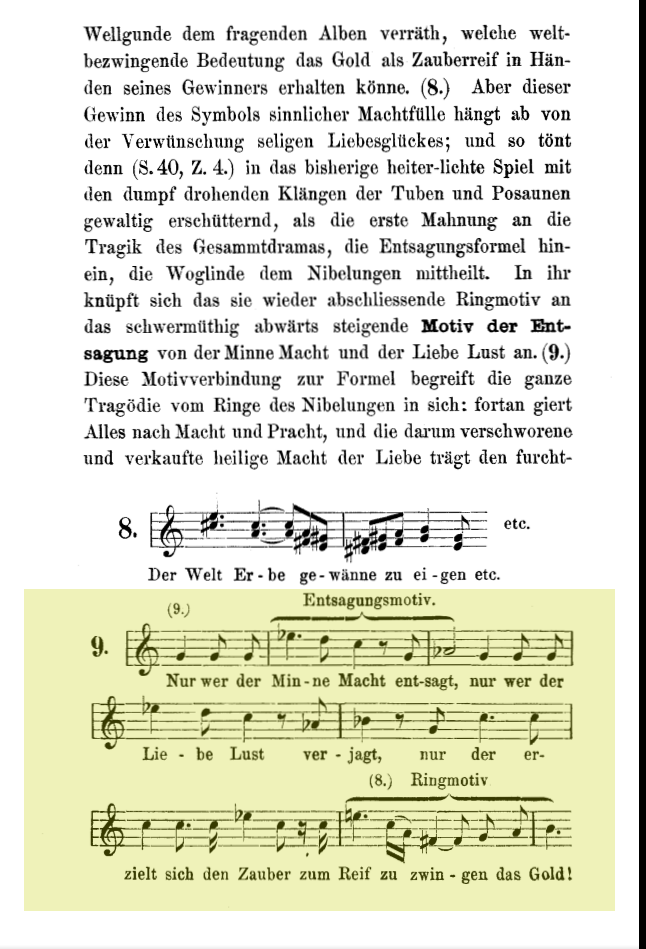 Wellgunde dem fragenden Alben verräth, welche welt-
bezwingende Bedeutung das Gold als Zauberreif in Hän-
den seines Gewinners erhalten könne. (8.) Aber dieser
Gewinn des Symbols sinnlicher Machtfülle hängt ab von
der Verwünschung seligen Liebesglückes; und so tönt
denn (S. 40, Z. 4.) in das bisherige heiter-lichte Spiel mit
den dumpf drohenden Klängen der Tuben und Posaunen
gewaltig erschütternd, als die erste Mahnung an die
Tragik des Gesammtdramas, die Entsagungsformel hin-
ein, die Woglinde dem Nibelungen mittheilt. In ihr
knüpft sich das sie wieder abschliessende Ringmotiv an
das schwermüthig abwärts steigende Motiv der Ent-
sagung von der Minne Macht und der Liebe Lust an. (9.)
Diese Motivverbindung zur Formel begreift die ganze
Tragödie vom Ringe des Nibelungen in sich: fortan giert
Alles nach Macht und Pracht, und die darum verschworene
und verkaufte heilige Macht der Liebe trägt den furcht-
8. etc.
Der Welt Er - be ge - wänne zu ei - gen etc.
(9.) Entsagungsmotiv.
9.
Nur wer der Min - ne Macht ent-sagt, nur wer der
Lie - be Lust ver - jagt, nur der er-
(8.) Ringmotiv
zielt sich den Zauber zum Reif zu zwin - gen das Gold!